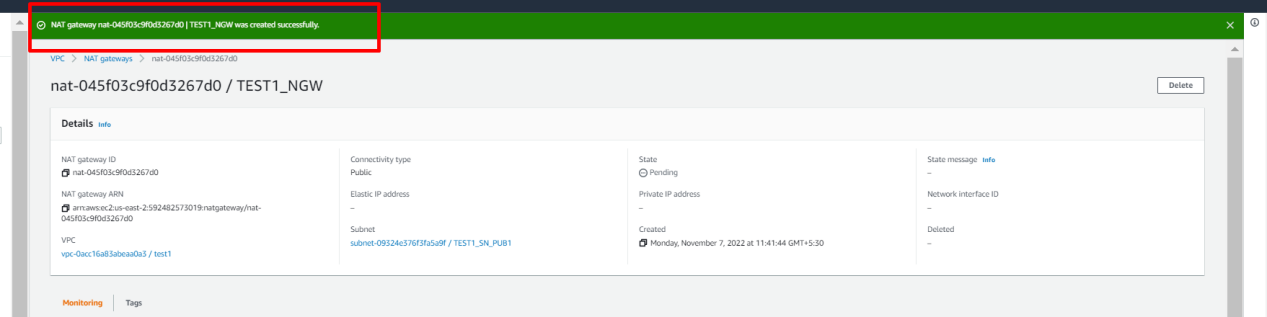 NAT gateway nat-045f03c9f0d3267d0 | TEST1_NGW was created successfully.
VPC > NAT gateways > nat-045f03c9f0d3267d0
nat-045f03c9f0d3267d0 / TEST1_NGW
Delete
Details Info
NAT gateway ID
nat-045f03c9f0d3267d0
Connectivity type
Public
State
Pending
State message Info
–
NAT gateway ARN
arn:aws:ec2:us-east-2:592482573019:natgateway/nat-
045f03c9f0d3267d0
Elastic IP address
–
Private IP address
–
Network interface ID
–
VPC
vpc-0acc16a83abeaa0a3 / test1
Subnet
subnet-09324e376f3fa5a9f / TEST1_SN_PUB1
Created
Monday, November 7, 2022 at 11:41:44 GMT+5:30
Deleted
–
Monitoring
Tags